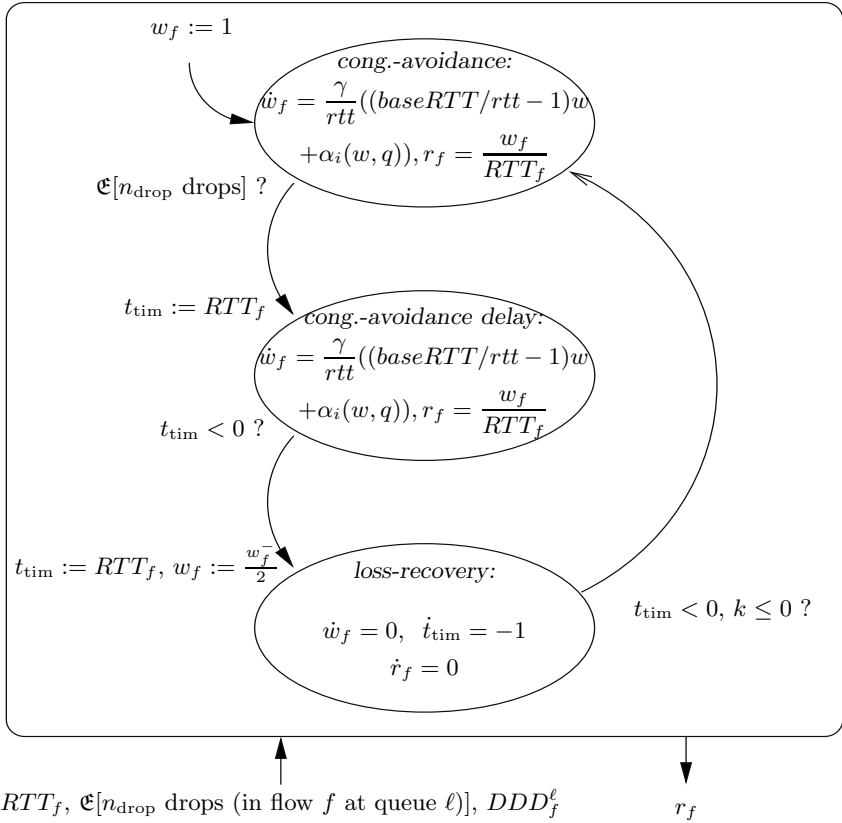 w_f := 1
cong.-avoidance:
ẇ_f = γ/rtt ((baseRTT/rtt − 1)w
+α_i(w, q)), r_f = w_f/RTT_f
𝔈[n_drop drops] ?
t_tim := RTT_f
cong.-avoidance delay:
ẇ_f = γ/rtt ((baseRTT/rtt − 1)w
+α_i(w, q)), r_f = w_f/RTT_f
t_tim < 0 ?
t_tim := RTT_f, w_f := w_f^−/2
loss-recovery:
ẇ_f = 0, ṫ_tim = −1
ṙ_f = 0
t_tim < 0, k ≤ 0 ?
RTT_f, 𝔈[n_drop drops (in flow f at queue ℓ)], DDD_f^ℓ
r_f